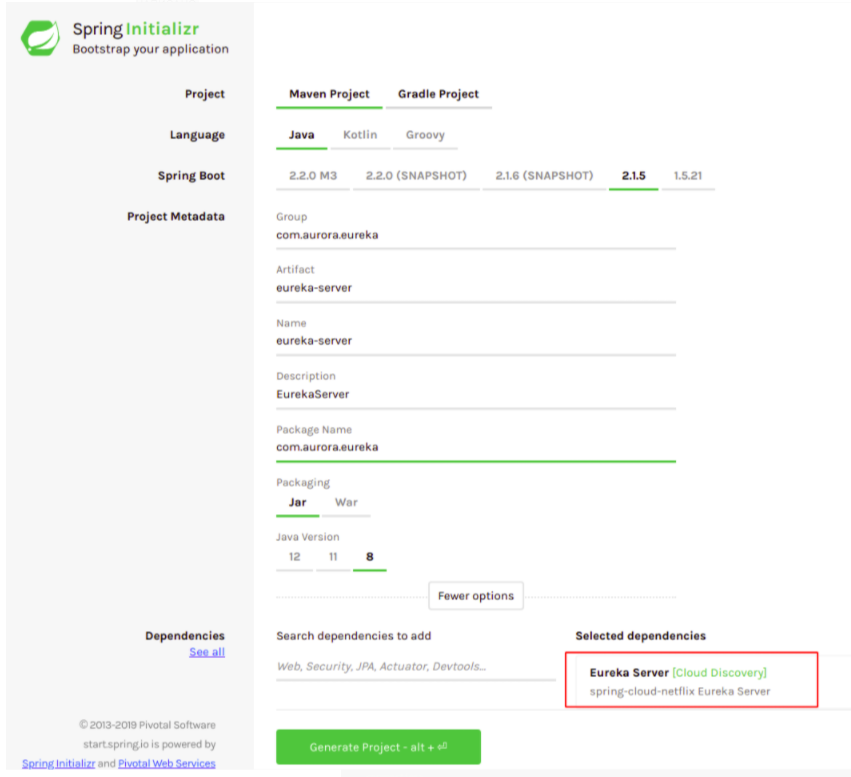 Spring Initializr
Bootstrap your application
Project
Maven Project Gradle Project
Language
Java Kotlin Groovy
Spring Boot
2.2.0 M3 2.2.0 (SNAPSHOT) 2.1.6 (SNAPSHOT) 2.1.5 1.5.21
Project Metadata
Group
com.aurora.eureka
Artifact
eureka-server
Name
eureka-server
Description
EurekaServer
Package Name
com.aurora.eureka
Packaging
Jar War
Java Version
12 11 8
Fewer options
Dependencies
See all
Search dependencies to add
Web, Security, JPA, Actuator, Devtools...
Selected dependencies
Eureka Server [Cloud Discovery]
spring-cloud-netflix Eureka Server
© 2013-2019 Pivotal Software
start.spring.io is powered by
Spring Initializr and Pivotal Web Services
Generate Project - alt + ⏎